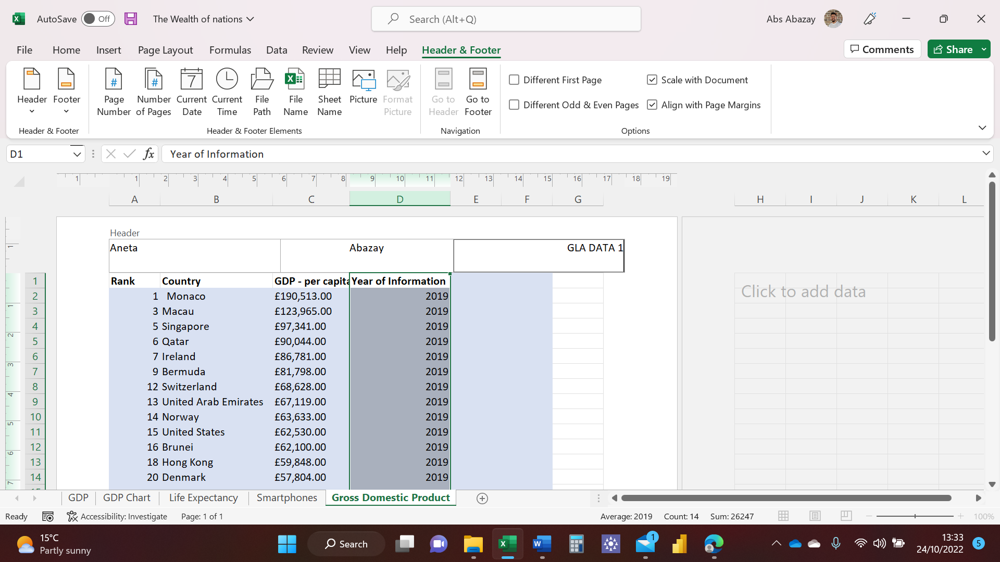 AutoSave Off The Wealth of nations Search (Alt+Q) Abs Abazay
File Home Insert Page Layout Formulas Data Review View Help Header & Footer Comments Share
Header Footer Page Number Number of Pages Current Date Current Time File Path File Name Sheet Name Picture Format Picture Go to Header Go to Footer
Different First Page Scale with Document
Different Odd & Even Pages Align with Page Margins
Header & Footer Header & Footer Elements Navigation Options
D1 fx Year of Information
1 1 2 3 4 5 6 7 8 9 10 11 12 13 14 15 16 17 18 19
A B C D E F G H I J K L
Header
Aneta Abazay GLA DATA 1
1 Rank Country GDP - per capita Year of Information
Click to add data
2 1 Monaco £190,513.00 2019
3 3 Macau £123,965.00 2019
4 5 Singapore £97,341.00 2019
5 6 Qatar £90,044.00 2019
6 7 Ireland £86,781.00 2019
7 9 Bermuda £81,798.00 2019
8 12 Switzerland £68,628.00 2019
9 13 United Arab Emirates £67,119.00 2019
10 14 Norway £63,633.00 2019
11 15 United States £62,530.00 2019
12 16 Brunei £62,100.00 2019
13 18 Hong Kong £59,848.00 2019
14 20 Denmark £57,804.00 2019
GDP GDP Chart Life Expectancy Smartphones Gross Domestic Product
Ready Accessibility: Investigate Page: 1 of 1 Average: 2019 Count: 14 Sum: 26247 100%
15°C
Partly sunny
Search
1
13:33
24/10/2022
5